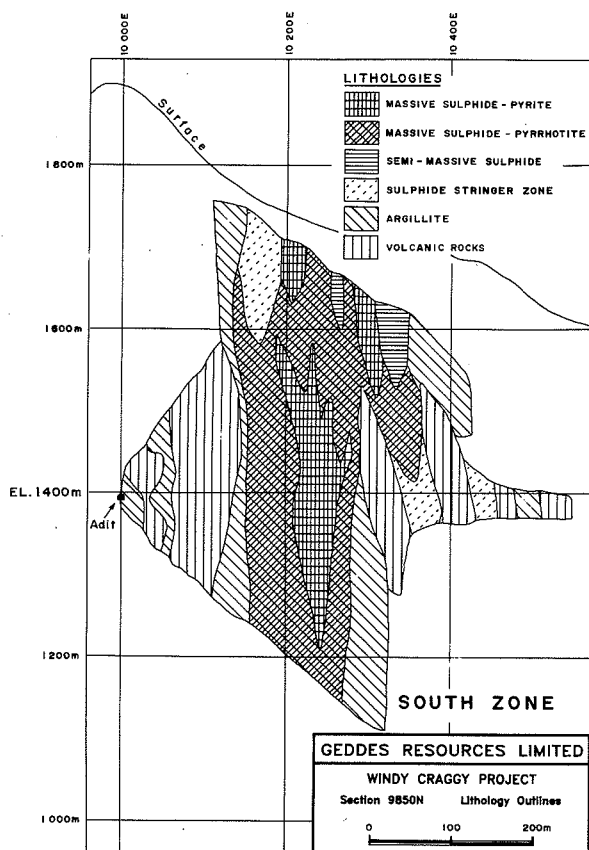 10 000E
10 200E
10 400E
LITHOLOGIES
MASSIVE SULPHIDE - PYRITE
MASSIVE SULPHIDE - PYRRHOTITE
SEMI - MASSIVE SULPHIDE
SULPHIDE STRINGER ZONE
ARGILLITE
VOLCANIC ROCKS
Surface
1800m
1600m
EL. 1400m
Adit
1200m
1000m
SOUTH ZONE
GEDDES RESOURCES LIMITED
WINDY CRAGGY PROJECT
Section 9850N Lithology Outlines
0 100 200m